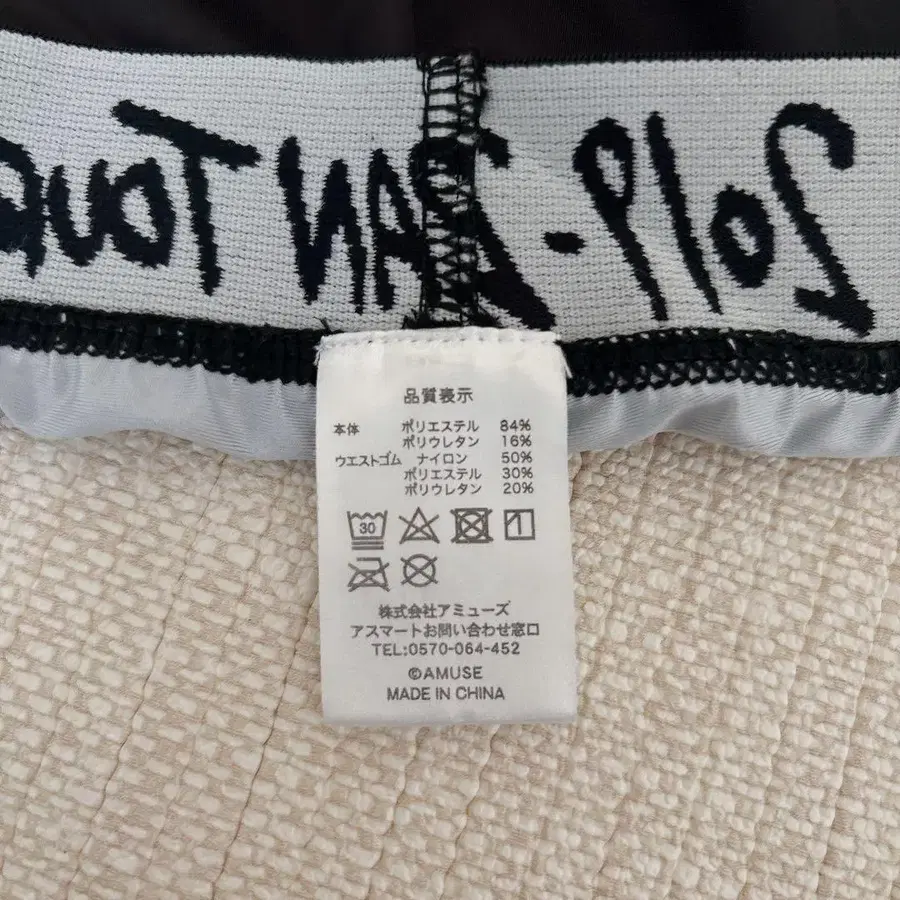 2019-2 AN TOUR
品質表示
本体 ポリエステル 84%
ポリウレタン 16%
ウエストゴム ナイロン 50%
ポリエステル 30%
ポリウレタン 20%
30
1
株式会社アミューズ
アスマートお問い合わせ窓口
TEL:0570-064-452
©AMUSE
MADE IN CHINA